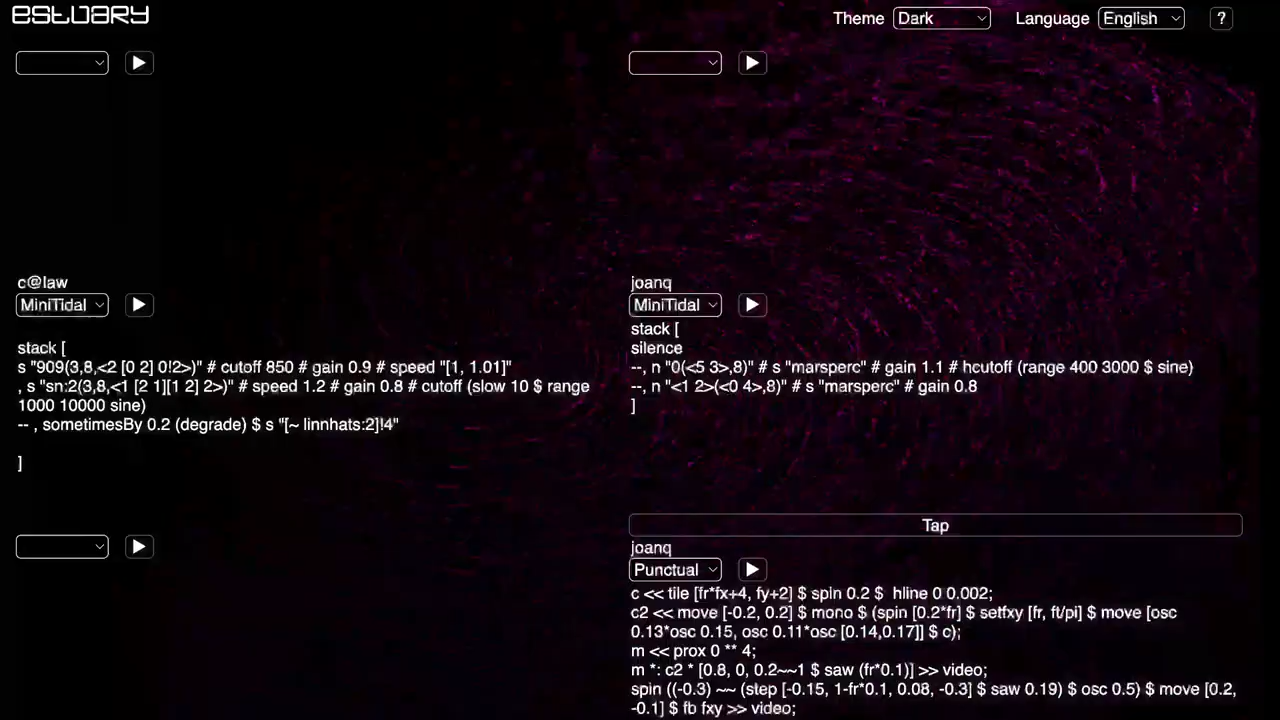 estuary
Theme Dark Language English ?
c@law
MiniTidal
stack [
s "909(3,8,<2 [0 2] 0!2>)" # cutoff 850 # gain 0.9 # speed "[1, 1.01]"
, s "sn:2(3,8,<1 [2 1][1 2] 2>)" # speed 1.2 # gain 0.8 # cutoff (slow 10 $ range
1000 10000 sine)
-- , sometimesBy 0.2 (degrade) $ s "[~ linnhats:2]!4"
]
joanq
MiniTidal
stack [
silence
--, n "0(<5 3>,8)" # s "marsperc" # gain 1.1 # hcutoff (range 400 3000 $ sine)
--, n "<1 2>(<0 4>,8)" # s "marsperc" # gain 0.8
]
Tap
joanq
Punctual
c << tile [fr*fx+4, fy+2] $ spin 0.2 $ hline 0 0.002;
c2 << move [-0.2, 0.2] $ mono $ (spin [0.2*fr] $ setfxy [fr, ft/pi] $ move [osc
0.13*osc 0.15, osc 0.11*osc [0.14,0.17]] $ c);
m << prox 0 ** 4;
m *: c2 * [0.8, 0, 0.2~~1 $ saw (fr*0.1)] >> video;
spin ((-0.3) ~~ (step [-0.15, 1-fr*0.1, 0.08, -0.3] $ saw 0.19) $ osc 0.5) $ move [0.2,
-0.1] $ fb fxy >> video;